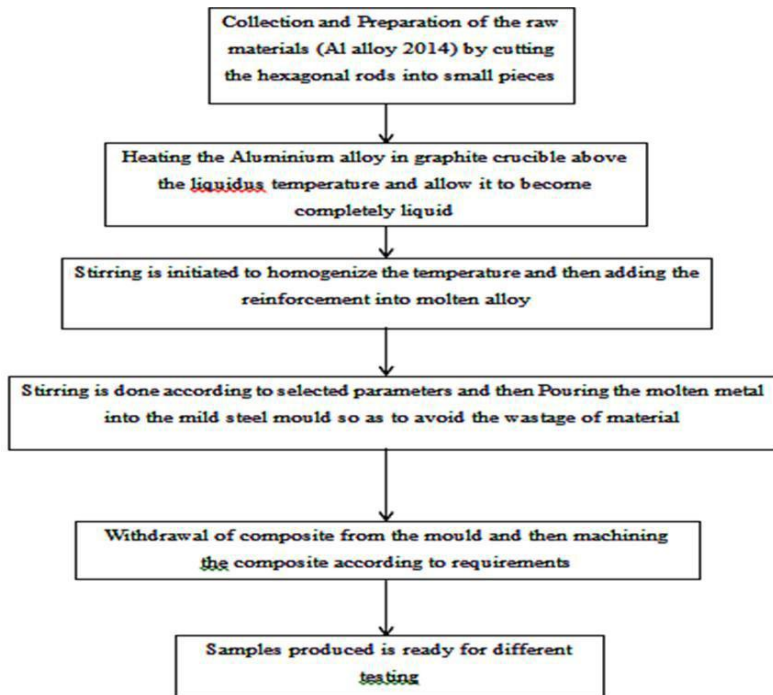 Collection and Preparation of the raw
materials (Al alloy 2014) by cutting
the hexagonal rods into small pieces
Heating the Aluminium alloy in graphite crucible above
the liquidus temperature and allow it to become
completely liquid
Stirring is initiated to homogenize the temperature and then adding the
reinforcement into molten alloy
Stirring is done according to selected parameters and then Pouring the molten metal
into the mild steel mould so as to avoid the wastage of material
Withdrawal of composite from the mould and then machining
the composite according to requirements
Samples produced is ready for different
testing